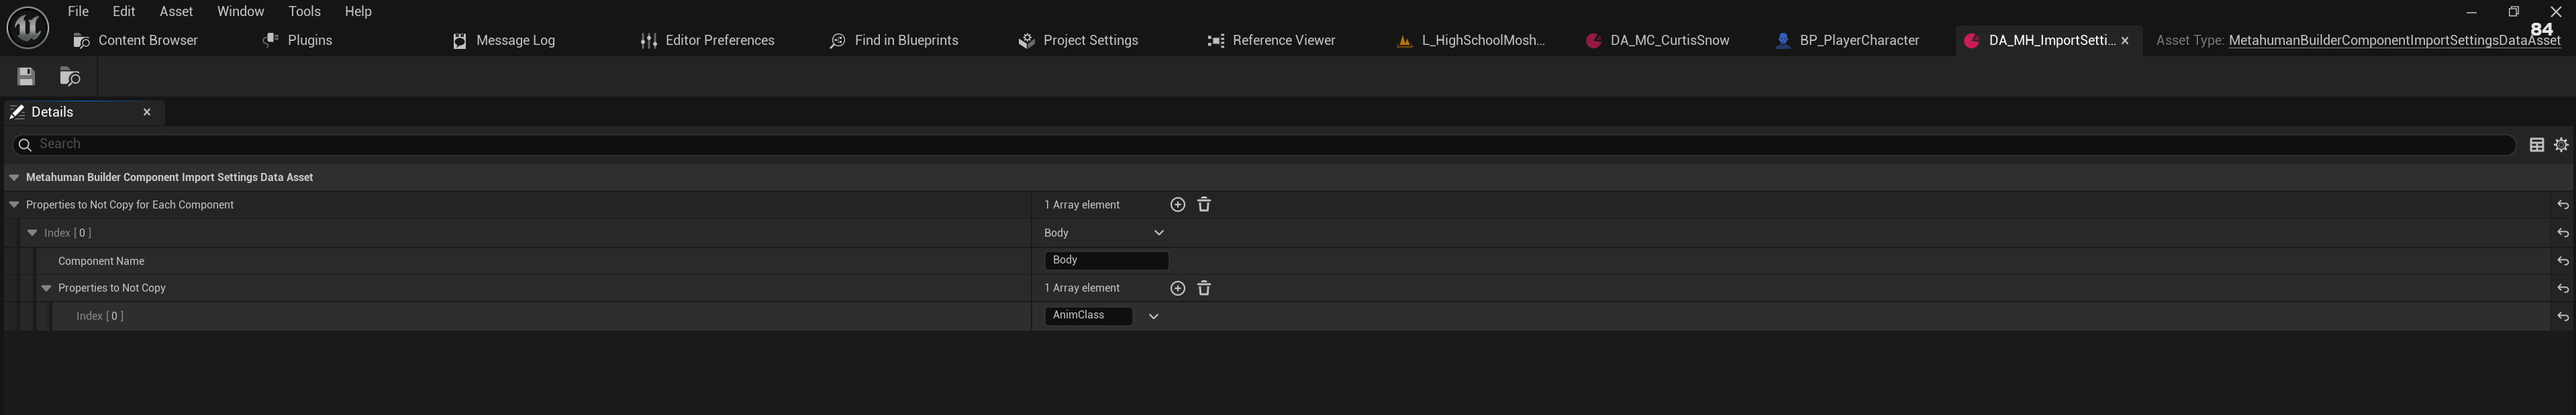 File Edit Asset Window Tools Help
84
Content Browser Plugins Message Log Editor Preferences Find in Blueprints Project Settings Reference Viewer L_HighSchoolMosh... DA_MC_CurtisSnow BP_PlayerCharacter DA_MH_ImportSetti... Asset Type: MetahumanBuilderComponentImportSettingsDataAsset
Details
Search
Metahuman Builder Component Import Settings Data Asset
Properties to Not Copy for Each Component 1 Array element
Index [ 0 ] Body
Component Name Body
Properties to Not Copy 1 Array element
Index [ 0 ] AnimClass